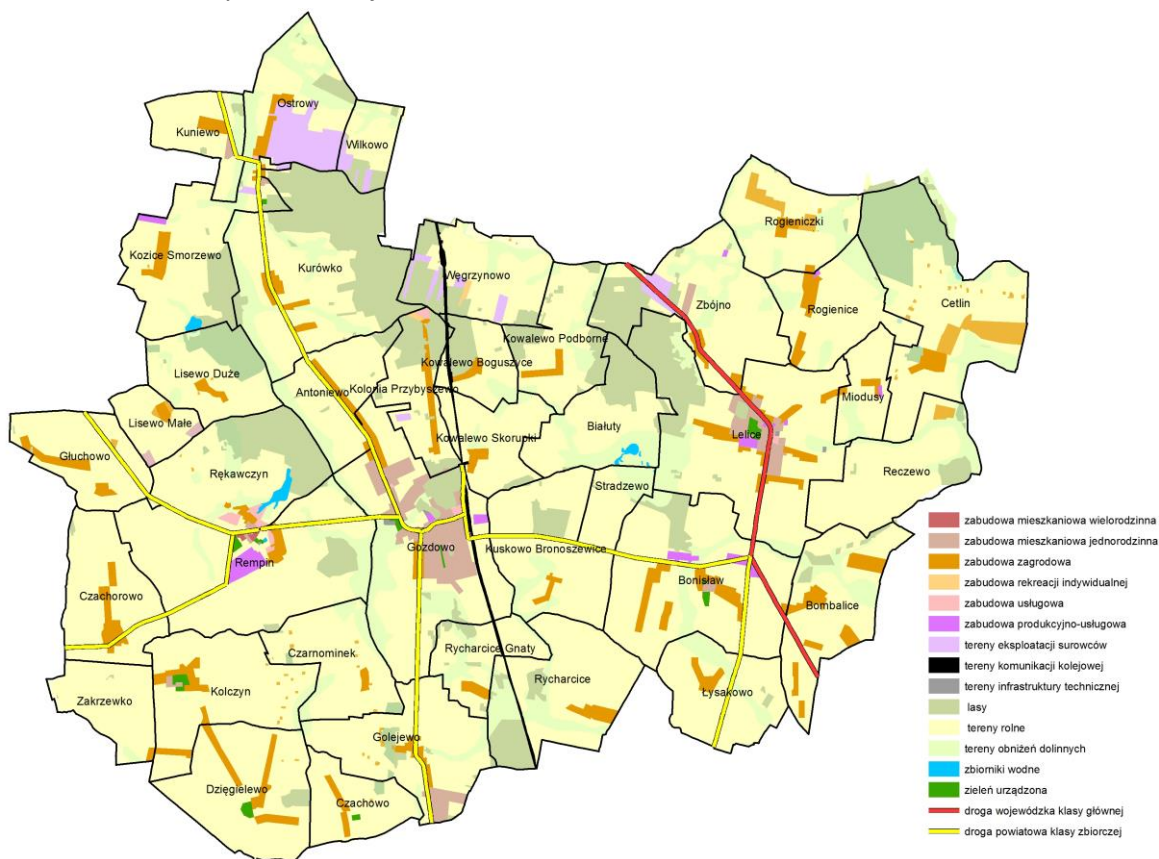 Ostrowy
Kuniewo
Wilkowo
Rogieniczki
Kozice Smorzewo
Kurówko
Węgrzynowo
Zbójno
Rogienice
Cetlin
Kowalewo Podborne
Lisewo Duże
Kowalewo Boguszyce
Antoniewo
Kolonia Przybyszewo
Miodusy
Lisewo Małe
Białuty
Lelice
Kowalewo Skorupki
Głuchowo
Rękawczyn
Reczewo
Stradzewo
Gozdowo
Kuskowo Bronoszewice
Rempin
Bonisław
Czachorowo
Bombalice
Czarnominek
Rycharcice Gnaty
Rycharcice
Zakrzewko
Kolczyn
Łysakowo
Golejewo
Dzięgielewo
Czachowo
zabudowa mieszkaniowa wielorodzinna
zabudowa mieszkaniowa jednorodzinna
zabudowa zagrodowa
zabudowa rekreacji indywidualnej
zabudowa usługowa
zabudowa produkcyjno-usługowa
tereny eksploatacji surowców
tereny komunikacji kolejowej
tereny infrastruktury technicznej
lasy
tereny rolne
tereny obniżeń dolinnych
zbiorniki wodne
zieleń urządzona
droga wojewódzka klasy głównej
droga powiatowa klasy zbiorczej